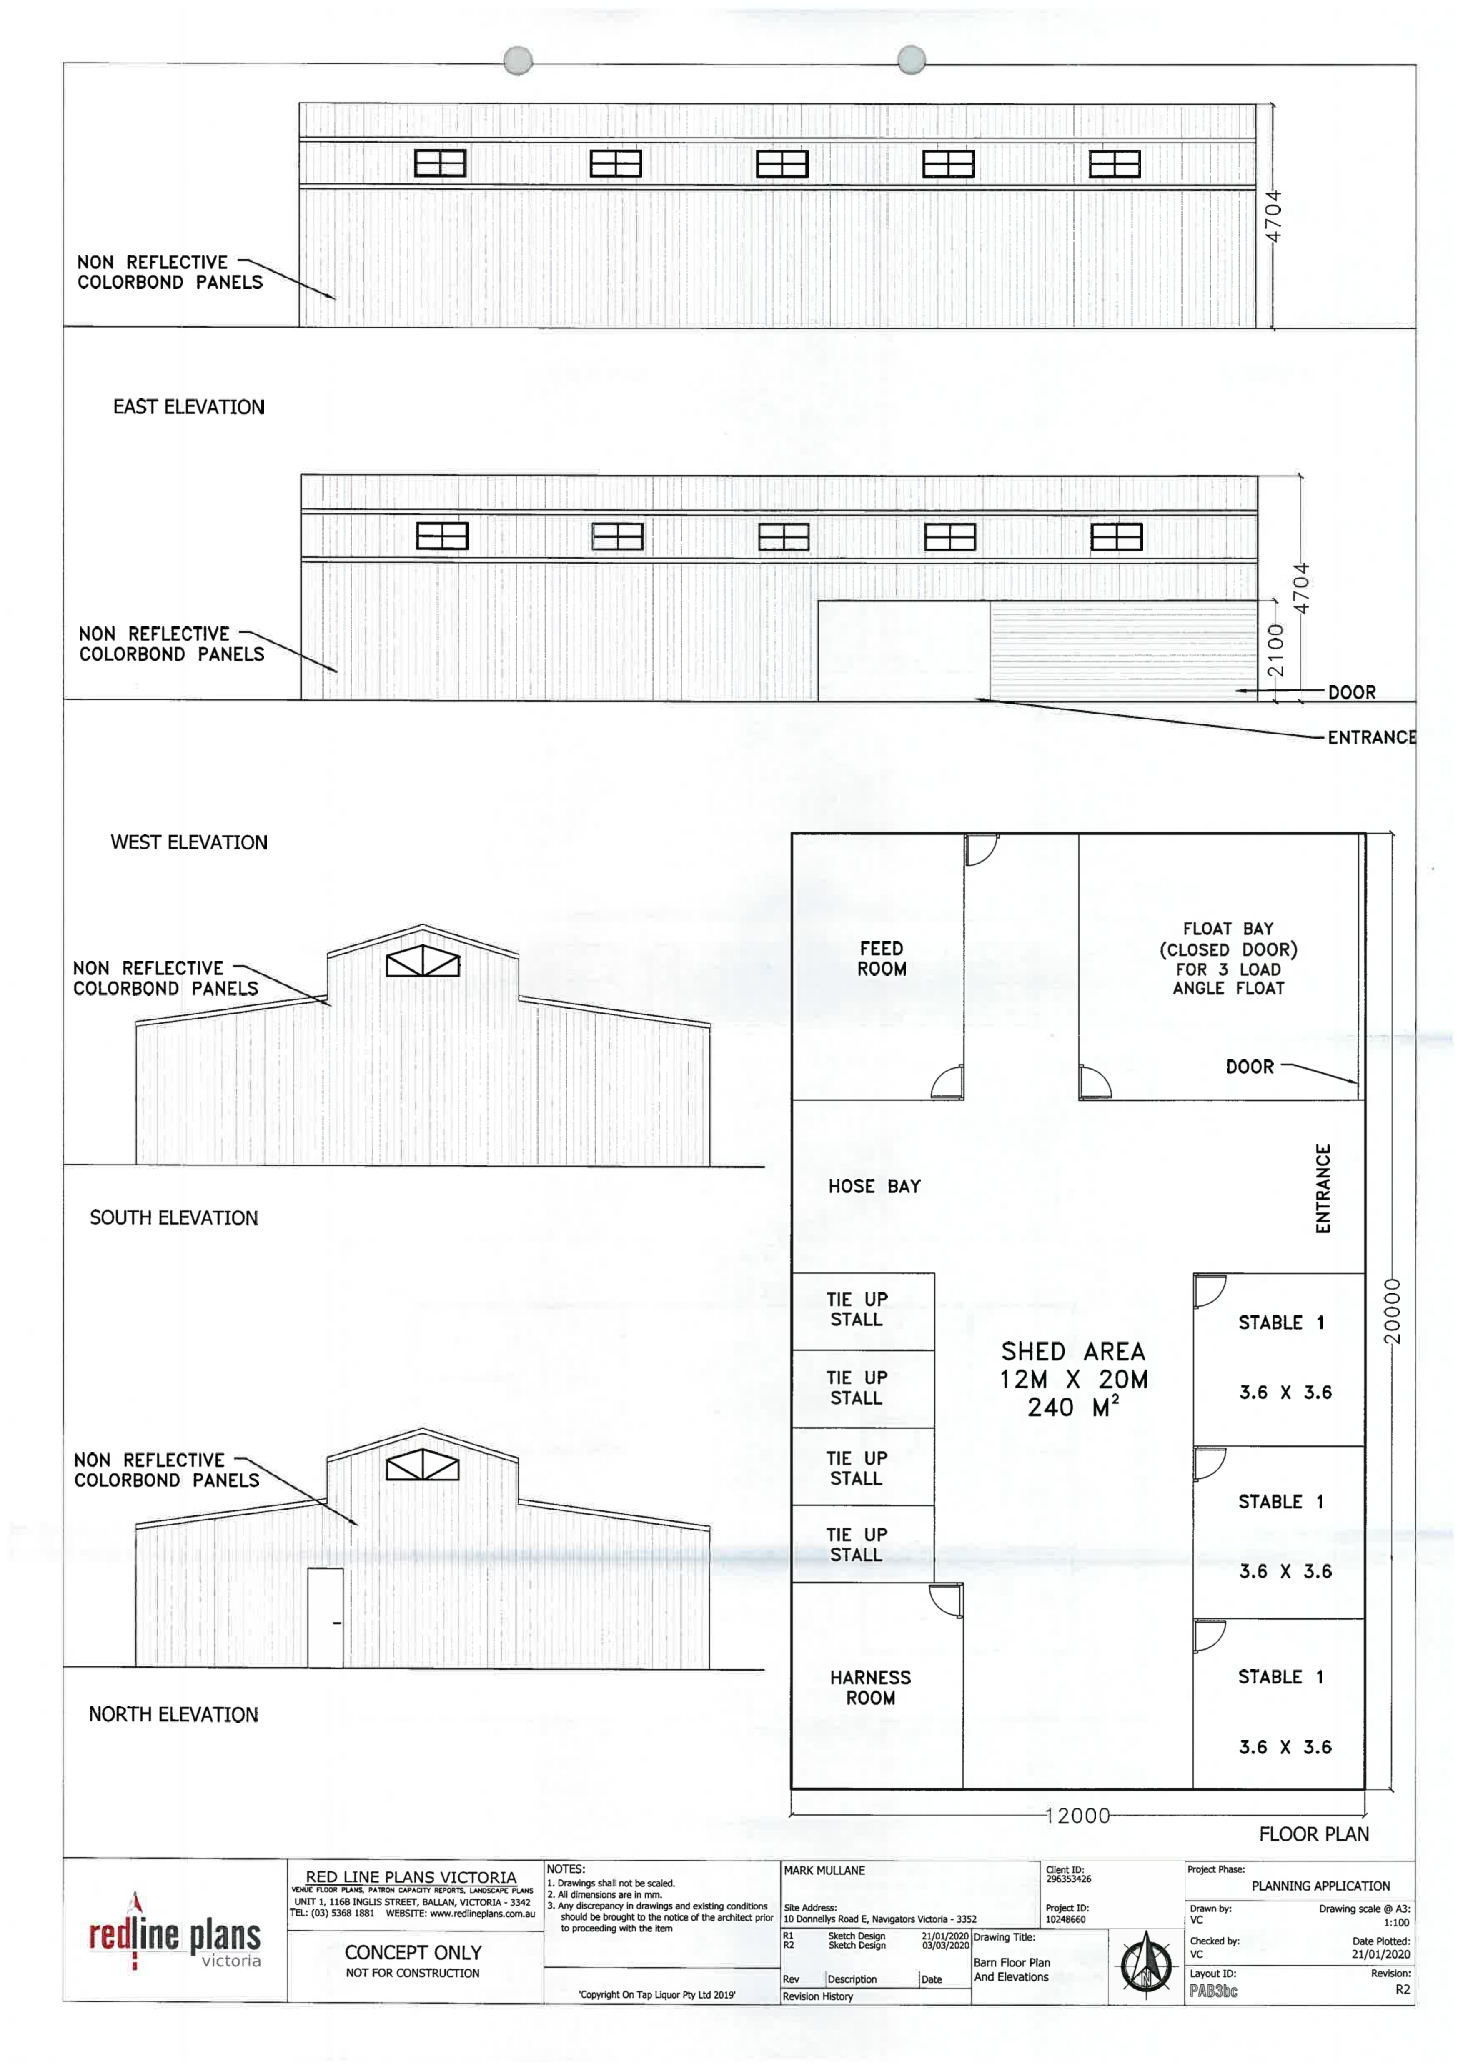 4704
NON REFLECTIVE
COLORBOND PANELS
EAST ELEVATION
NON REFLECTIVE
COLORBOND PANELS
4704
2100
DOOR
ENTRANCE
WEST ELEVATION
NON REFLECTIVE
COLORBOND PANELS
SOUTH ELEVATION
NON REFLECTIVE
COLORBOND PANELS
NORTH ELEVATION
FEED
ROOM
FLOAT BAY
(CLOSED DOOR)
FOR 3 LOAD
ANGLE FLOAT
DOOR
HOSE BAY
ENTRANCE
TIE UP
STALL
TIE UP
STALL
TIE UP
STALL
TIE UP
STALL
SHED AREA
12M X 20M
240 M²
STABLE 1
3.6 X 3.6
STABLE 1
3.6 X 3.6
STABLE 1
3.6 X 3.6
HARNESS
ROOM
20000
12000
FLOOR PLAN
redline plans
victoria
RED LINE PLANS VICTORIA
VENUE FLOOR PLANS, PATRON CAPACITY REPORTS, LANDSCAPE PLANS
UNIT 1, 116B INGLIS STREET, BALLAN, VICTORIA - 3342
TEL: (03) 5368 1881 WEBSITE: www.redlineplans.com.au
CONCEPT ONLY
NOT FOR CONSTRUCTION
NOTES:
1. Drawings shall not be scaled.
2. All dimensions are in mm.
3. Any discrepancy in drawings and existing conditions
should be brought to the notice of the architect prior
to proceeding with the item
'Copyright On Tap Liquor Pty Ltd 2019'
MARK MULLANE
Site Address:
10 Donnellys Road E, Navigators Victoria - 3352
R1 Sketch Design 21/01/2020
R2 Sketch Design 03/03/2020
Rev Description Date
Revision History
Client ID:
296353426
Project ID:
10248660
Drawing Title:
Barn Floor Plan
And Elevations
N
Project Phase:
PLANNING APPLICATION
Drawn by:
VC
Drawing scale @ A3:
1:100
Checked by:
VC
Date Plotted:
21/01/2020
Layout ID:
PAB3bc
Revision:
R2